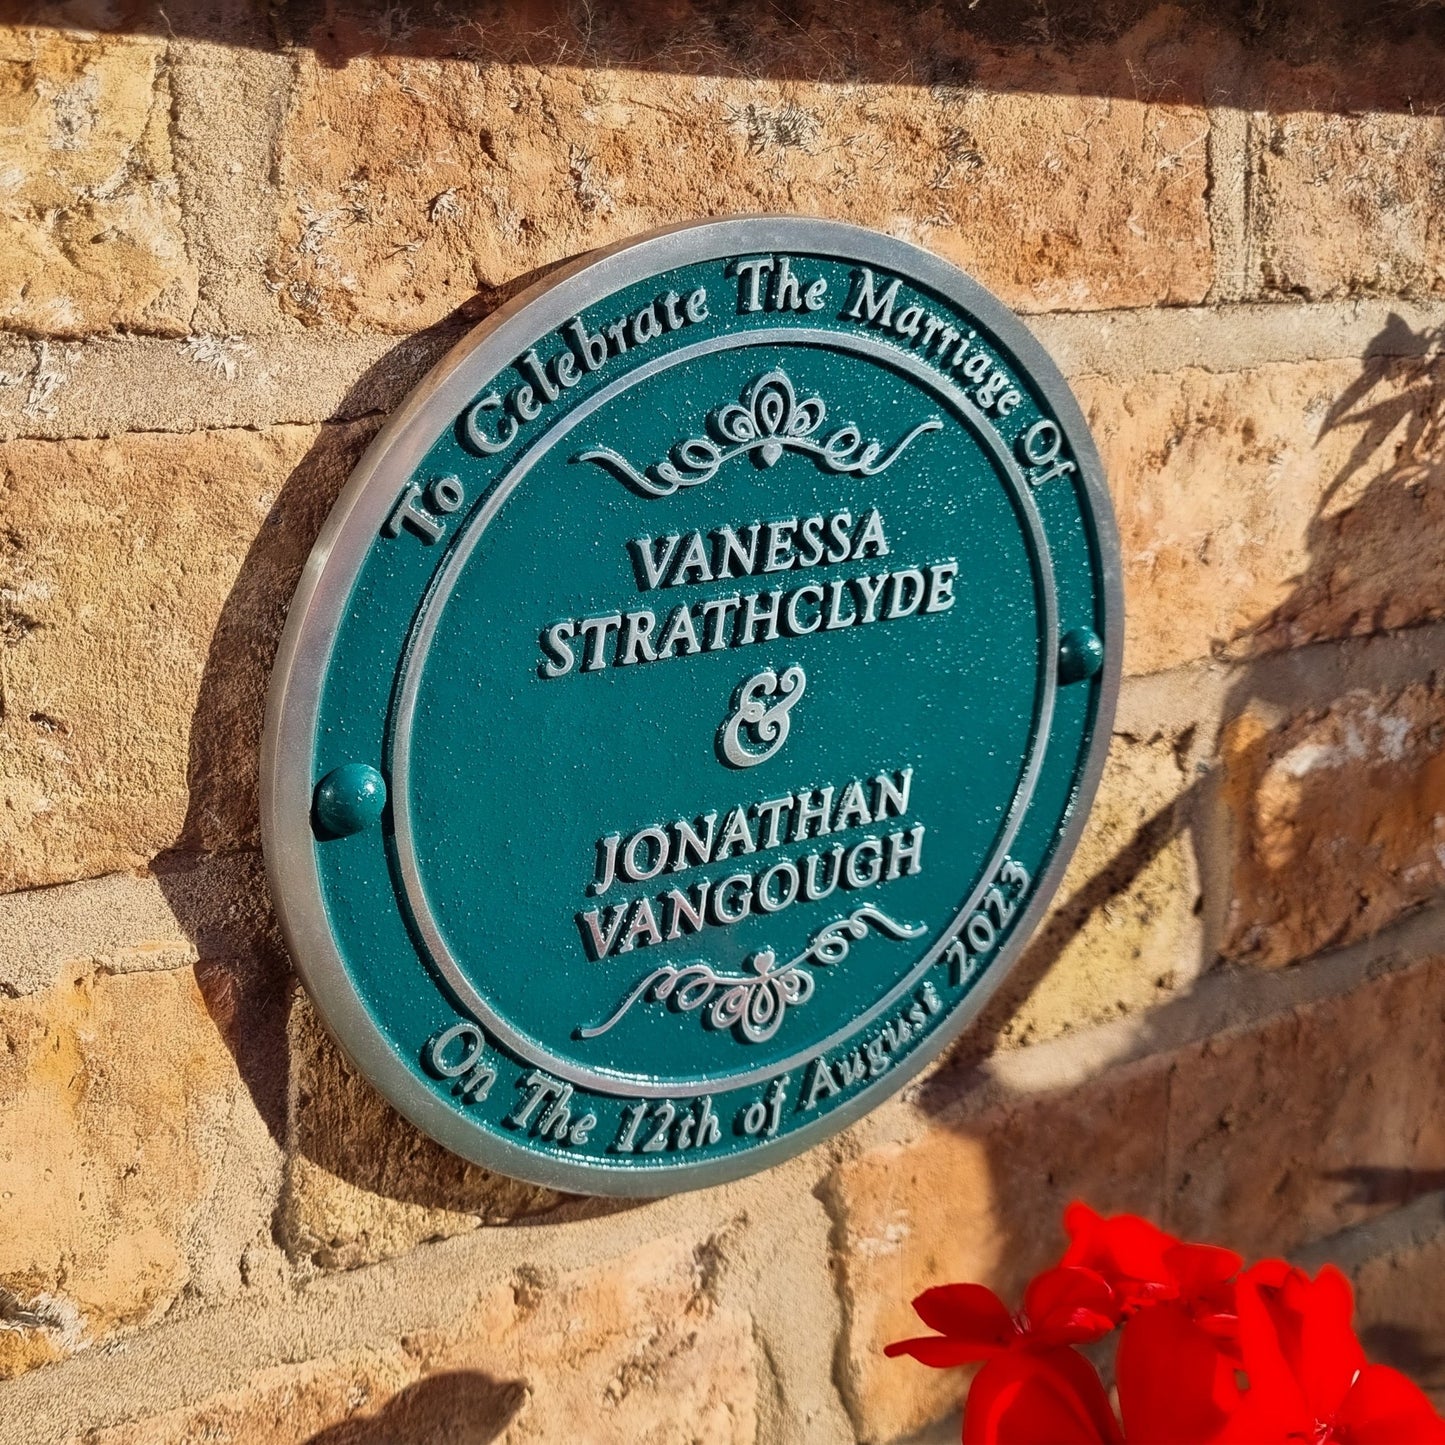 To Celebrate The Marriage Of
VANESSA
STRATHCLYDE
&
JONATHAN
VANGOUGH
On The 12th of August 2023